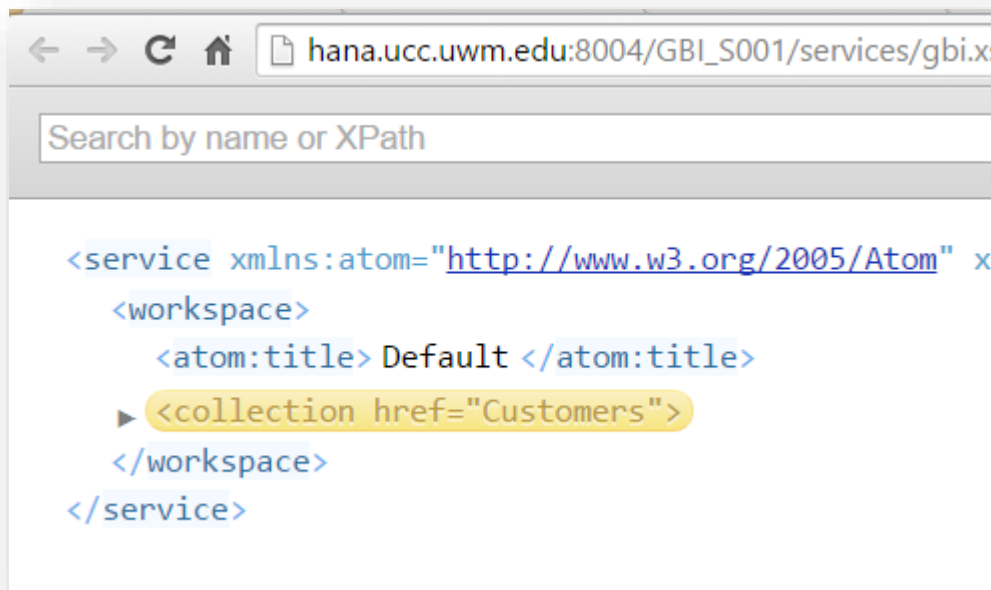 hana.ucc.uwm.edu:8004/GBI_S001/services/gbi.xs
Search by name or XPath
<service xmlns:atom="http://www.w3.org/2005/Atom" x
<workspace>
<atom:title> Default </atom:title>
<collection href="Customers">
</workspace>
</service>